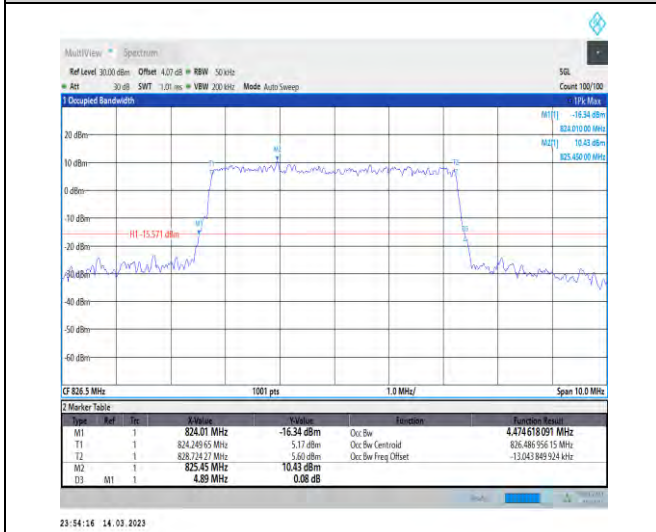 MultiView Spectrum
Ref Level 30.00 dBm Offset 4.07 dB RBW 50 kHz SGL
Att 30 dB SWT 1.01 ms VBW 200 kHz Mode Auto Sweep Count 100/100
1 Occupied Bandwidth 1Pk Max
M1[1] -16.34 dBm
824.010 00 MHz
M2[1] 10.43 dBm
825.450 00 MHz
20 dBm
M2
10 dBm
T1 T2
0 dBm
-10 dBm
M1
H1 -15.571 dBm
D3
-20 dBm
-30 dBm
-40 dBm
-50 dBm
-60 dBm
CF 826.5 MHz 1001 pts 1.0 MHz/ Span 10.0 MHz
2 Marker Table
Type Ref Trc X-Value Y-Value Function Function Result
M1 1 824.01 MHz -16.34 dBm Occ Bw 4.474 618 091 MHz
T1 1 824.249 65 MHz 5.17 dBm Occ Bw Centroid 826.486 956 15 MHz
T2 1 828.724 27 MHz 5.60 dBm Occ Bw Freq Offset -13.043 849 924 kHz
M2 1 825.45 MHz 10.43 dBm
D3 M1 1 4.89 MHz 0.08 dB
23:54:16 14.03.2023